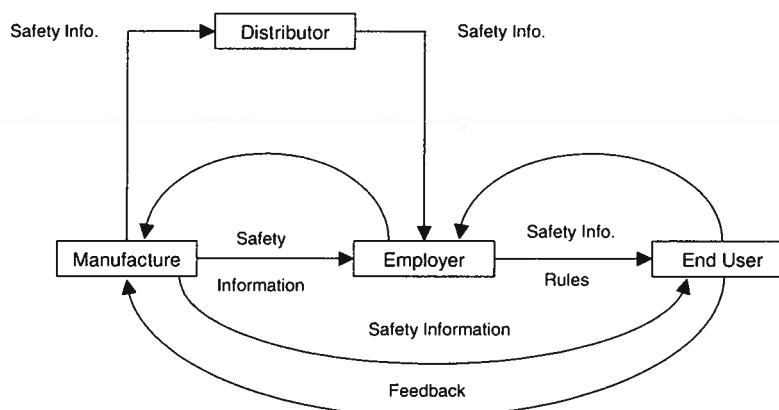 Safety Info.
Distributor
Safety Info.
Safety
Safety Info.
Manufacture
Employer
End User
Information
Rules
Safety Information
Feedback